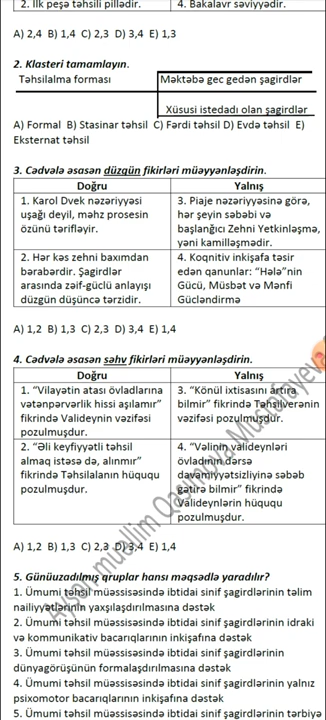 2. İlk peşə təhsili pillədir.
4. Bakalavr səviyyədir.
A) 2,4 B) 1,4 C) 2,3 D) 3,4 E) 1,3
2. Klasteri tamamlayın.
Təhsilalma forması
Məktəbə gec gedən şagirdlər
Xüsusi istedadı olan şagirdlər
A) Formal B) Stasinar təhsil C) Fərdi təhsil D) Evdə təhsil E)
Eksternat təhsil
3. Cədvələ əsasən düzgün fikirləri müəyyənləşdirin.
Doğru
Yalnış
1. Karol Dvek nəzəriyyəsi
uşağı deyil, məhz prosesin
özünü tərifləyir.
3. Piaje nəzəriyyəsinə görə,
hər şeyin səbəbi və
başlanğıcı Zehni Yetkinləşmə,
yəni kamilləşmədir.
2. Hər kəs zehni baxımdan
bərabərdir. Şagirdlər
arasında zəif-güclü anlayışı
düzgün düşüncə tərzidir.
4. Koqnitiv inkişafa təsir
edən qanunlar: "Hələ"nin
Gücü, Müsbət və Mənfi
Gücləndirmə
A) 1,2 B) 1,3 C) 2,3 D) 3,4 E) 1,4
4. Cədvələ əsasən səhv fikirləri müəyyənləşdirin.
Doğru
Yalnış
1. "Vilayətin atası övladlarına
vətənpərvərlik hissi aşılamır"
fikrində Valideynin vəzifəsi
pozulmuşdur.
3. "Könül ixtisasını artıra
bilmir" fikrində Təhsilverənin
vəzifəsi pozulmuşdur.
2. "Əli keyfiyyətli təhsil
almaq istəsə də, alınmır"
fikrində Təhsilalanın hüququ
pozulmuşdur.
4. "Vəlinin valideynləri
övladının dərsə
davamiyyətsizliyinə səbəb
gətirə bilmir" fikrində
Valideynlərin hüququ
pozulmuşdur.
A) 1,2 B) 1,3 C) 2,3 D) 3,4 E) 1,4
5. Günüuzadılmış qruplar hansı məqsədlə yaradılır?
1. Ümumi təhsil müəssisəsində ibtidai sinif şagirdlərinin təlim
nailiyyətlərinin yaxşılaşdırılmasına dəstək
2. Ümumi təhsil müəssisəsində ibtidai sinif şagirdlərinin idraki
və kommunikativ bacarıqlarının inkişafına dəstək
3. Ümumi təhsil müəssisəsində ibtidai sinif şagirdlərinin
dünyagörüşünün formalaşdırılmasına dəstək
4. Ümumi təhsil müəssisəsində ibtidai sinif şagirdlərinin yalnız
psixomotor bacarıqlarının inkişafına dəstək
5. Ümumi təhsil müəssisəsində ibtidai sinif şagirdlərinin tərbiyə